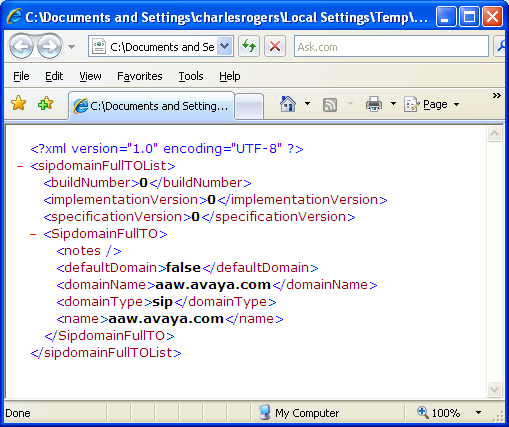 C:\Documents and Settings\charlesrogers\Local Settings\Temp\...
C:\Documents and Se
Ask.com
File Edit View Favorites Tools Help
C:\Documents and Setting...
Page
<?xml version="1.0" encoding="UTF-8" ?>
- <sipdomainFullTOList>
<buildNumber>0</buildNumber>
<implementationVersion>0</implementationVersion>
<specificationVersion>0</specificationVersion>
- <SipdomainFullTO>
<notes />
<defaultDomain>false</defaultDomain>
<domainName>aaw.avaya.com</domainName>
<domainType>sip</domainType>
<name>aaw.avaya.com</name>
</SipdomainFullTO>
</sipdomainFullTOList>
Done My Computer 100%